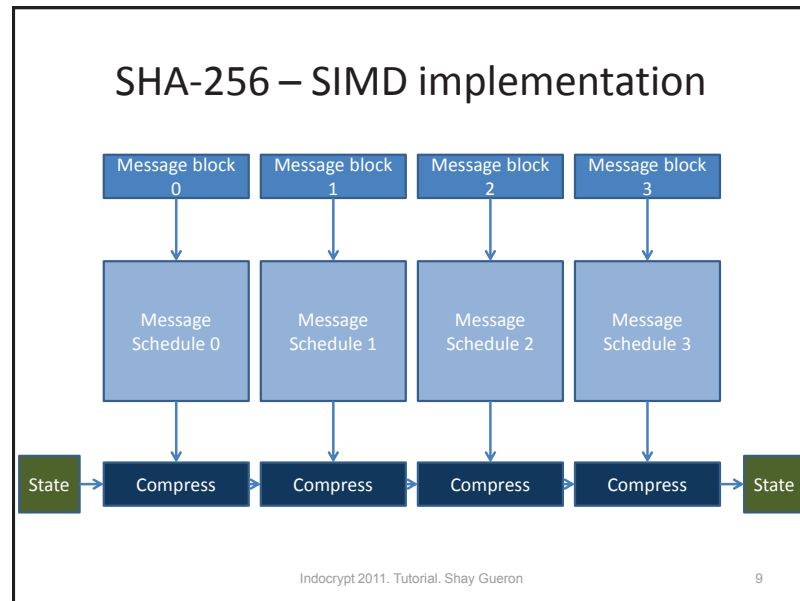 SHA-256 – SIMD implementation
Message block
0
Message block
1
Message block
2
Message block
3
Message
Schedule 0
Message
Schedule 1
Message
Schedule 2
Message
Schedule 3
State
Compress
Compress
Compress
Compress
State
Indocrypt 2011. Tutorial. Shay Gueron
9